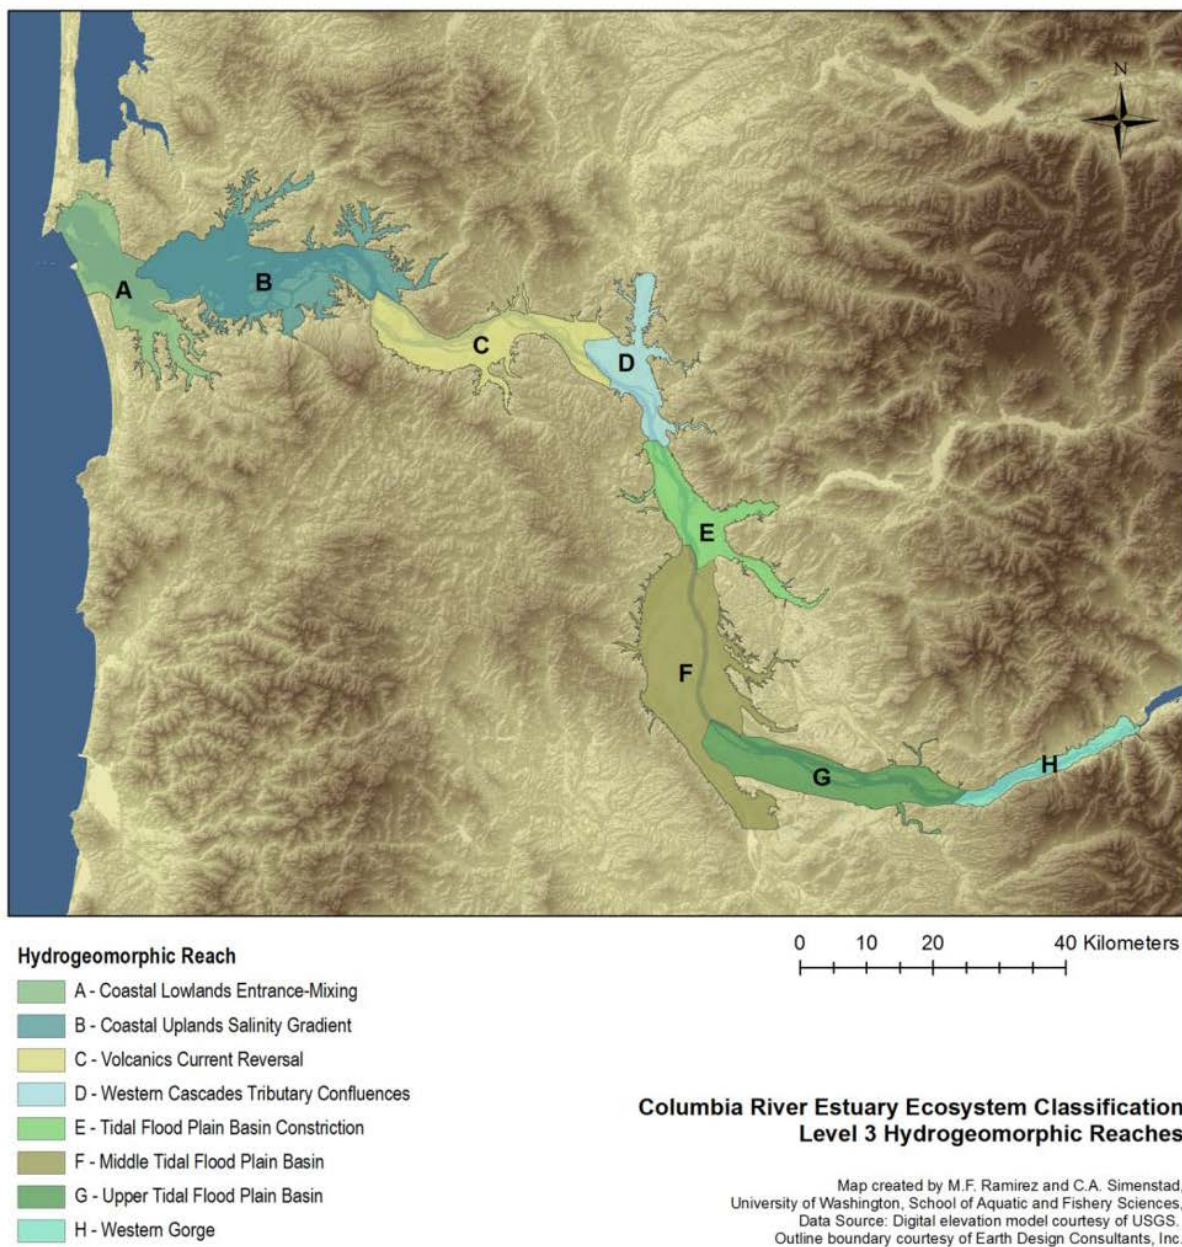 N
A
B
C
D
E
F
G
H
0 10 20 40 Kilometers
Hydrogeomorphic Reach
A - Coastal Lowlands Entrance-Mixing
B - Coastal Uplands Salinity Gradient
C - Volcanics Current Reversal
D - Western Cascades Tributary Confluences
E - Tidal Flood Plain Basin Constriction
F - Middle Tidal Flood Plain Basin
G - Upper Tidal Flood Plain Basin
H - Western Gorge
Columbia River Estuary Ecosystem Classification
Level 3 Hydrogeomorphic Reaches
Map created by M.F. Ramirez and C.A. Simenstad,
University of Washington, School of Aquatic and Fishery Sciences,
Data Source: Digital elevation model courtesy of USGS.
Outline boundary courtesy of Earth Design Consultants, Inc.